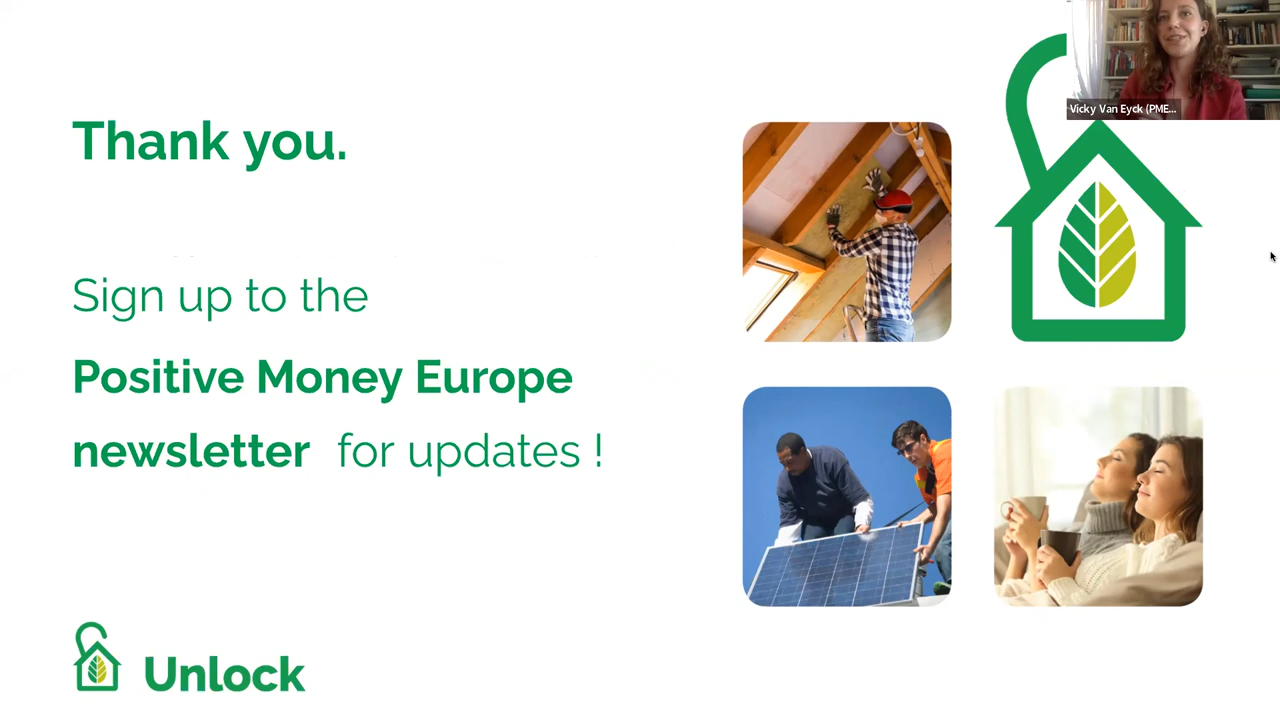 Vicky Van Eyck (PME...
Thank you.
Sign up to the
Positive Money Europe
newsletter for updates !
Unlock